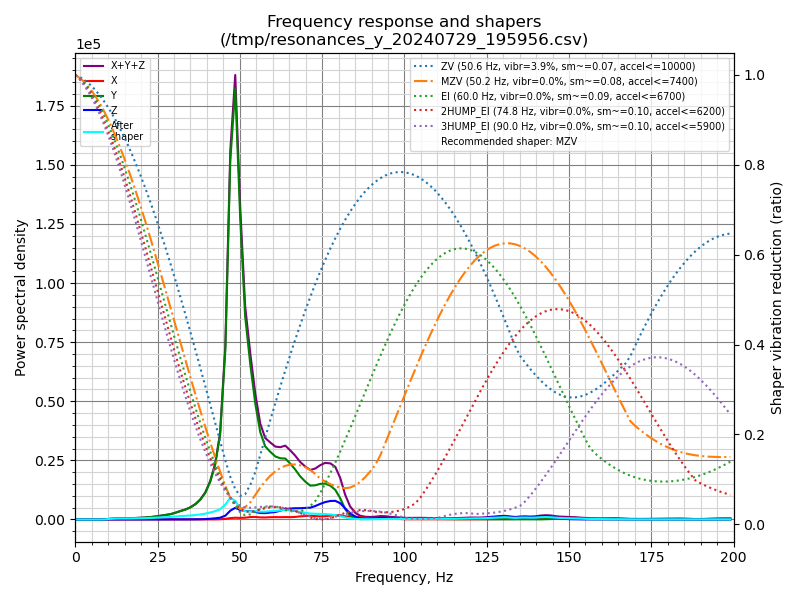 Frequency response and shapers
(/tmp/resonances_y_20240729_195956.csv)
1e5
X+Y+Z
X
Y
Z
After
shaper
ZV (50.6 Hz, vibr=3.9%, sm~=0.07, accel<=10000)
MZV (50.2 Hz, vibr=0.0%, sm~=0.08, accel<=7400)
EI (60.0 Hz, vibr=0.0%, sm~=0.09, accel<=6700)
2HUMP_EI (74.8 Hz, vibr=0.0%, sm~=0.10, accel<=6200)
3HUMP_EI (90.0 Hz, vibr=0.0%, sm~=0.10, accel<=5900)
Recommended shaper: MZV
Power spectral density
1.75
1.50
1.25
1.00
0.75
0.50
0.25
0.00
1.0
0.8
0.6
0.4
0.2
0.0
Shaper vibration reduction (ratio)
0 25 50 75 100 125 150 175 200
Frequency, Hz